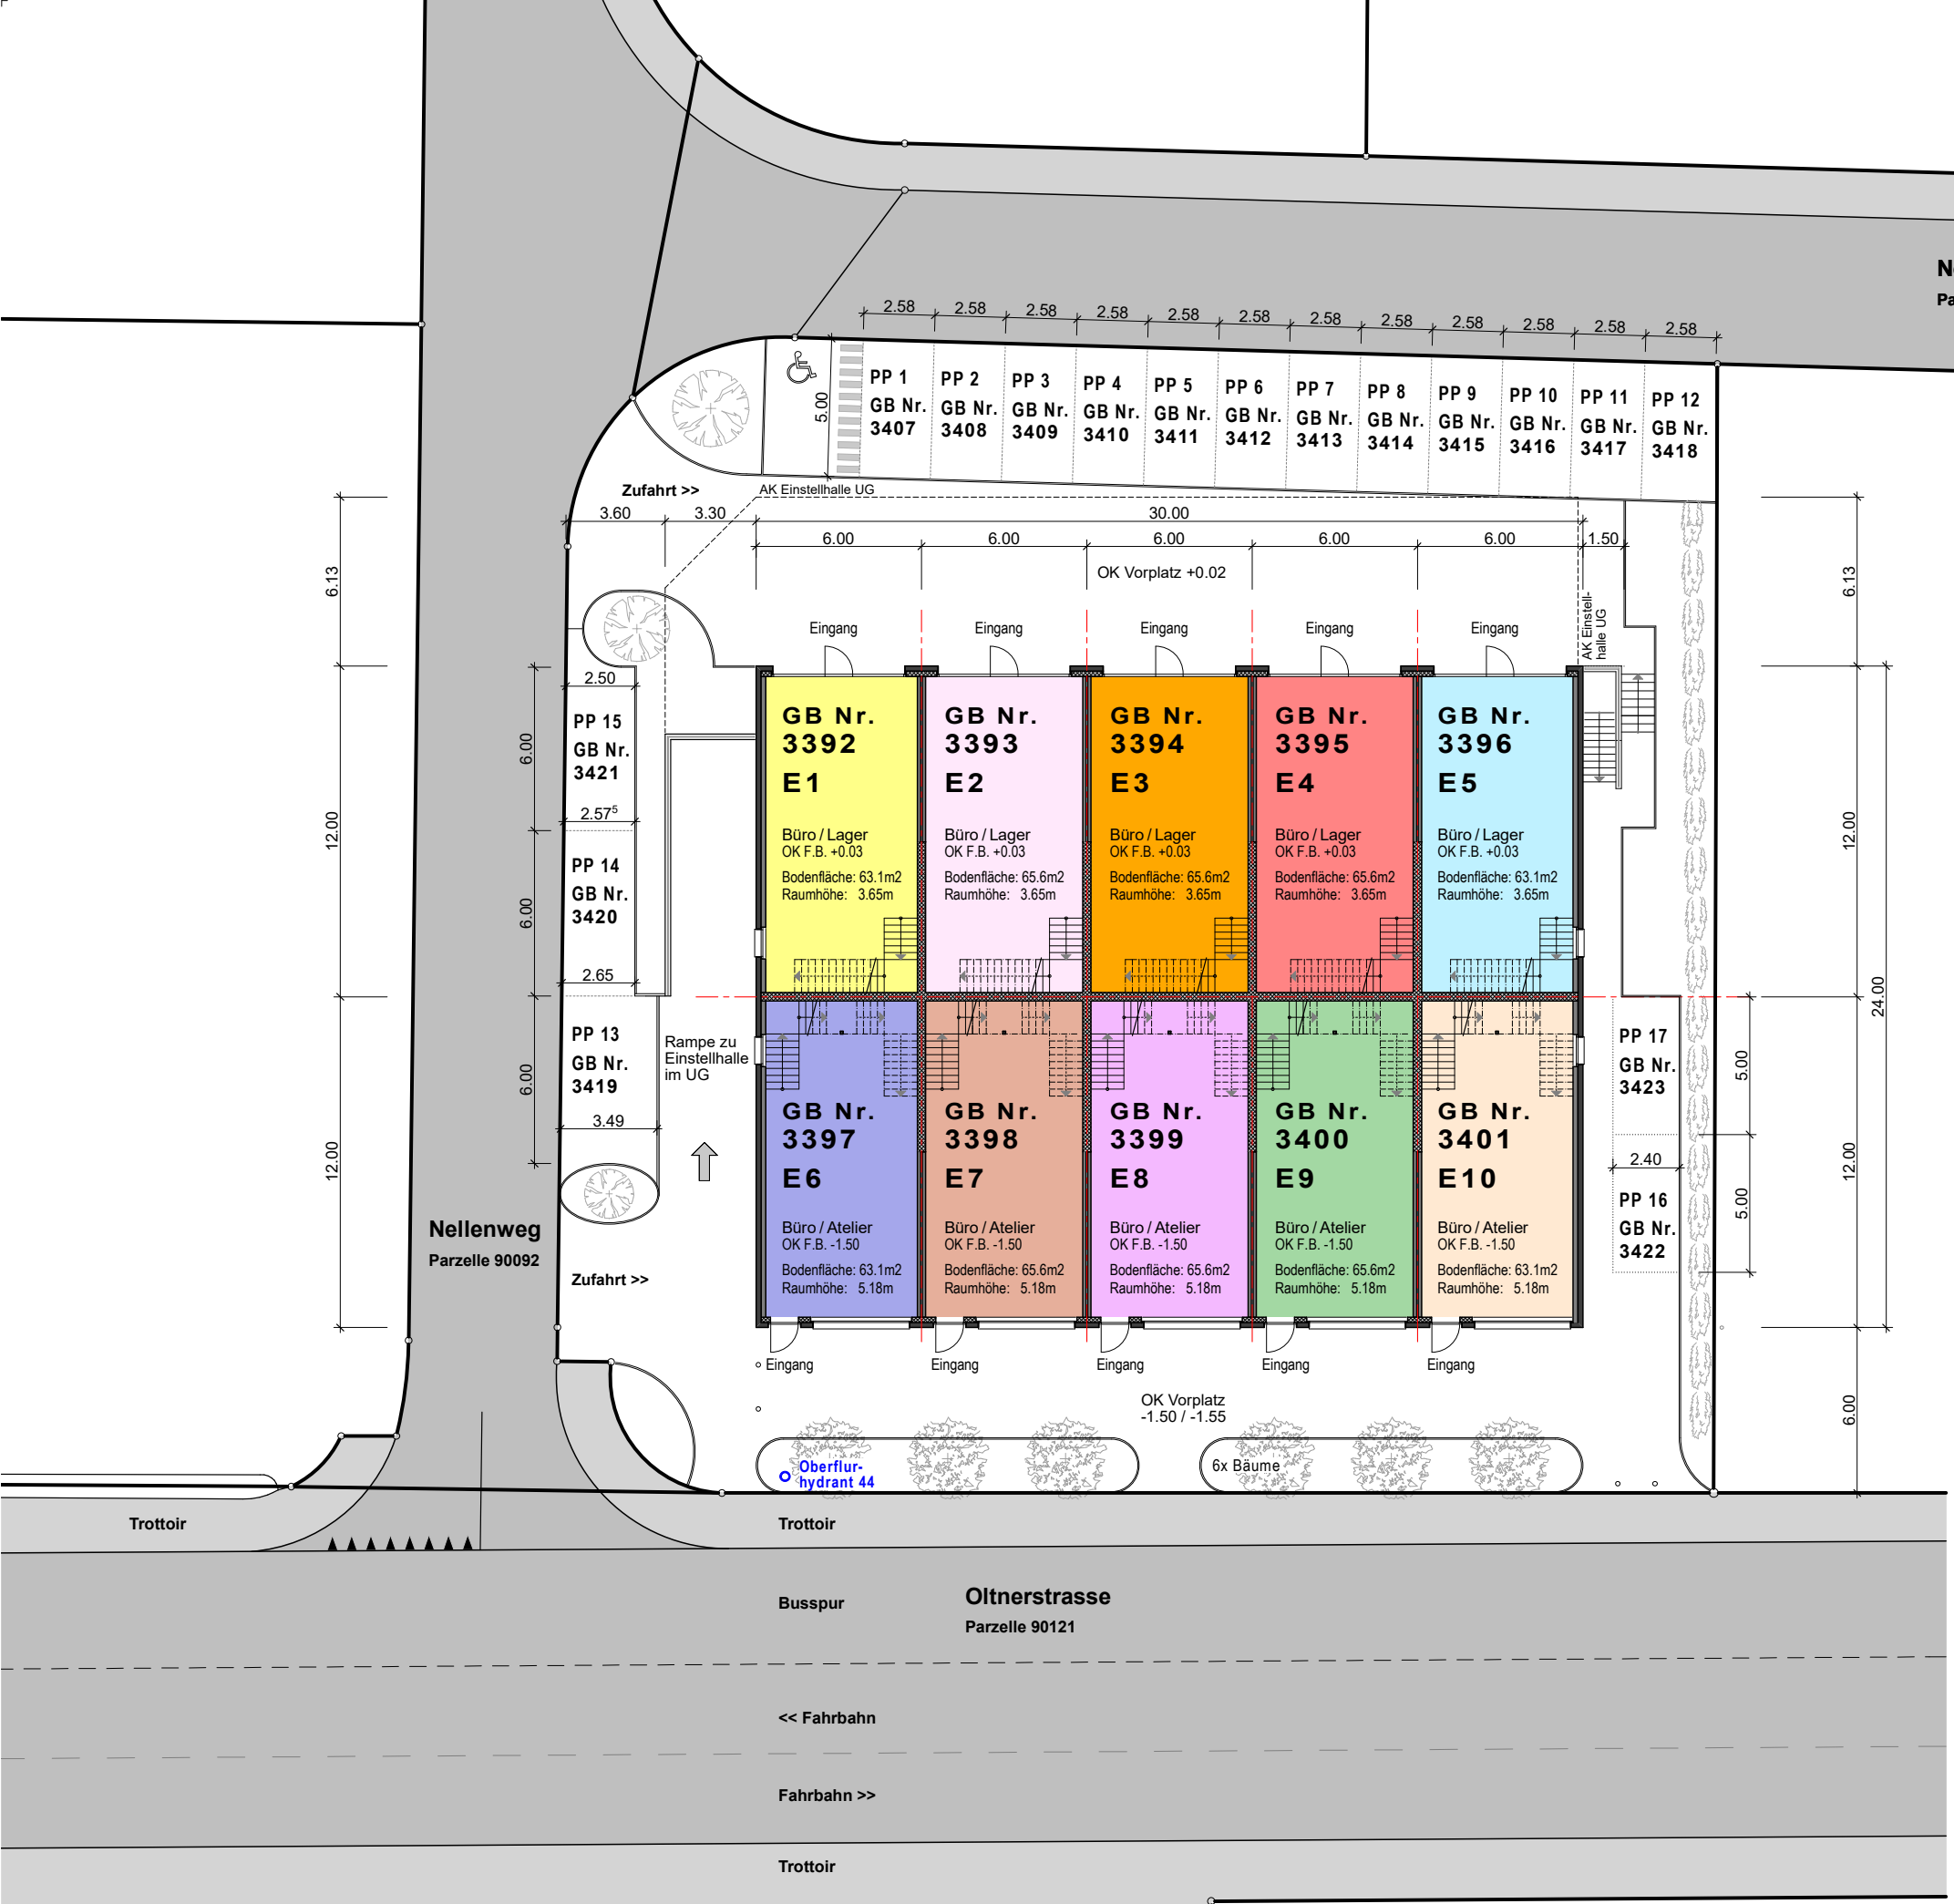 2.58 2.58 2.58 2.58 2.58 2.58 2.58 2.58 2.58 2.58 2.58 2.58
5.00
PP 1
GB Nr.
3407
PP 2
GB Nr.
3408
PP 3
GB Nr.
3409
PP 4
GB Nr.
3410
PP 5
GB Nr.
3411
PP 6
GB Nr.
3412
PP 7
GB Nr.
3413
PP 8
GB Nr.
3414
PP 9
GB Nr.
3415
PP 10
GB Nr.
3416
PP 11
GB Nr.
3417
PP 12
GB Nr.
3418
Zufahrt >>
AK Einstellhalle UG
3.60 3.30 30.00
6.00 6.00 6.00 6.00 6.00 1.50
OK Vorplatz +0.02
6.13
12.00
12.00
6.13
12.00
12.00
24.00
6.00
AK Einstell-
halle UG
Eingang Eingang Eingang Eingang Eingang
2.50
PP 15
GB Nr.
3421
2.57⁵
PP 14
GB Nr.
3420
2.65
PP 13
GB Nr.
3419
3.49
6.00
6.00
6.00
GB Nr.
3392
E1
Büro / Lager
OK F.B. +0.03
Bodenfläche: 63.1m2
Raumhöhe: 3.65m
GB Nr.
3393
E2
Büro / Lager
OK F.B. +0.03
Bodenfläche: 65.6m2
Raumhöhe: 3.65m
GB Nr.
3394
E3
Büro / Lager
OK F.B. +0.03
Bodenfläche: 65.6m2
Raumhöhe: 3.65m
GB Nr.
3395
E4
Büro / Lager
OK F.B. +0.03
Bodenfläche: 65.6m2
Raumhöhe: 3.65m
GB Nr.
3396
E5
Büro / Lager
OK F.B. +0.03
Bodenfläche: 63.1m2
Raumhöhe: 3.65m
Rampe zu
Einstellhalle
im UG
GB Nr.
3397
E6
Büro / Atelier
OK F.B. -1.50
Bodenfläche: 63.1m2
Raumhöhe: 5.18m
GB Nr.
3398
E7
Büro / Atelier
OK F.B. -1.50
Bodenfläche: 65.6m2
Raumhöhe: 5.18m
GB Nr.
3399
E8
Büro / Atelier
OK F.B. -1.50
Bodenfläche: 65.6m2
Raumhöhe: 5.18m
GB Nr.
3400
E9
Büro / Atelier
OK F.B. -1.50
Bodenfläche: 65.6m2
Raumhöhe: 5.18m
GB Nr.
3401
E10
Büro / Atelier
OK F.B. -1.50
Bodenfläche: 63.1m2
Raumhöhe: 5.18m
PP 17
GB Nr.
3423
2.40
PP 16
GB Nr.
3422
5.00
5.00
Nellenweg
Parzelle 90092
Zufahrt >>
Eingang Eingang Eingang Eingang Eingang
OK Vorplatz
-1.50 / -1.55
Oberflur-
hydrant 44
6x Bäume
Trottoir
Trottoir
Busspur
Oltnerstrasse
Parzelle 90121
<< Fahrbahn
Fahrbahn >>
Trottoir